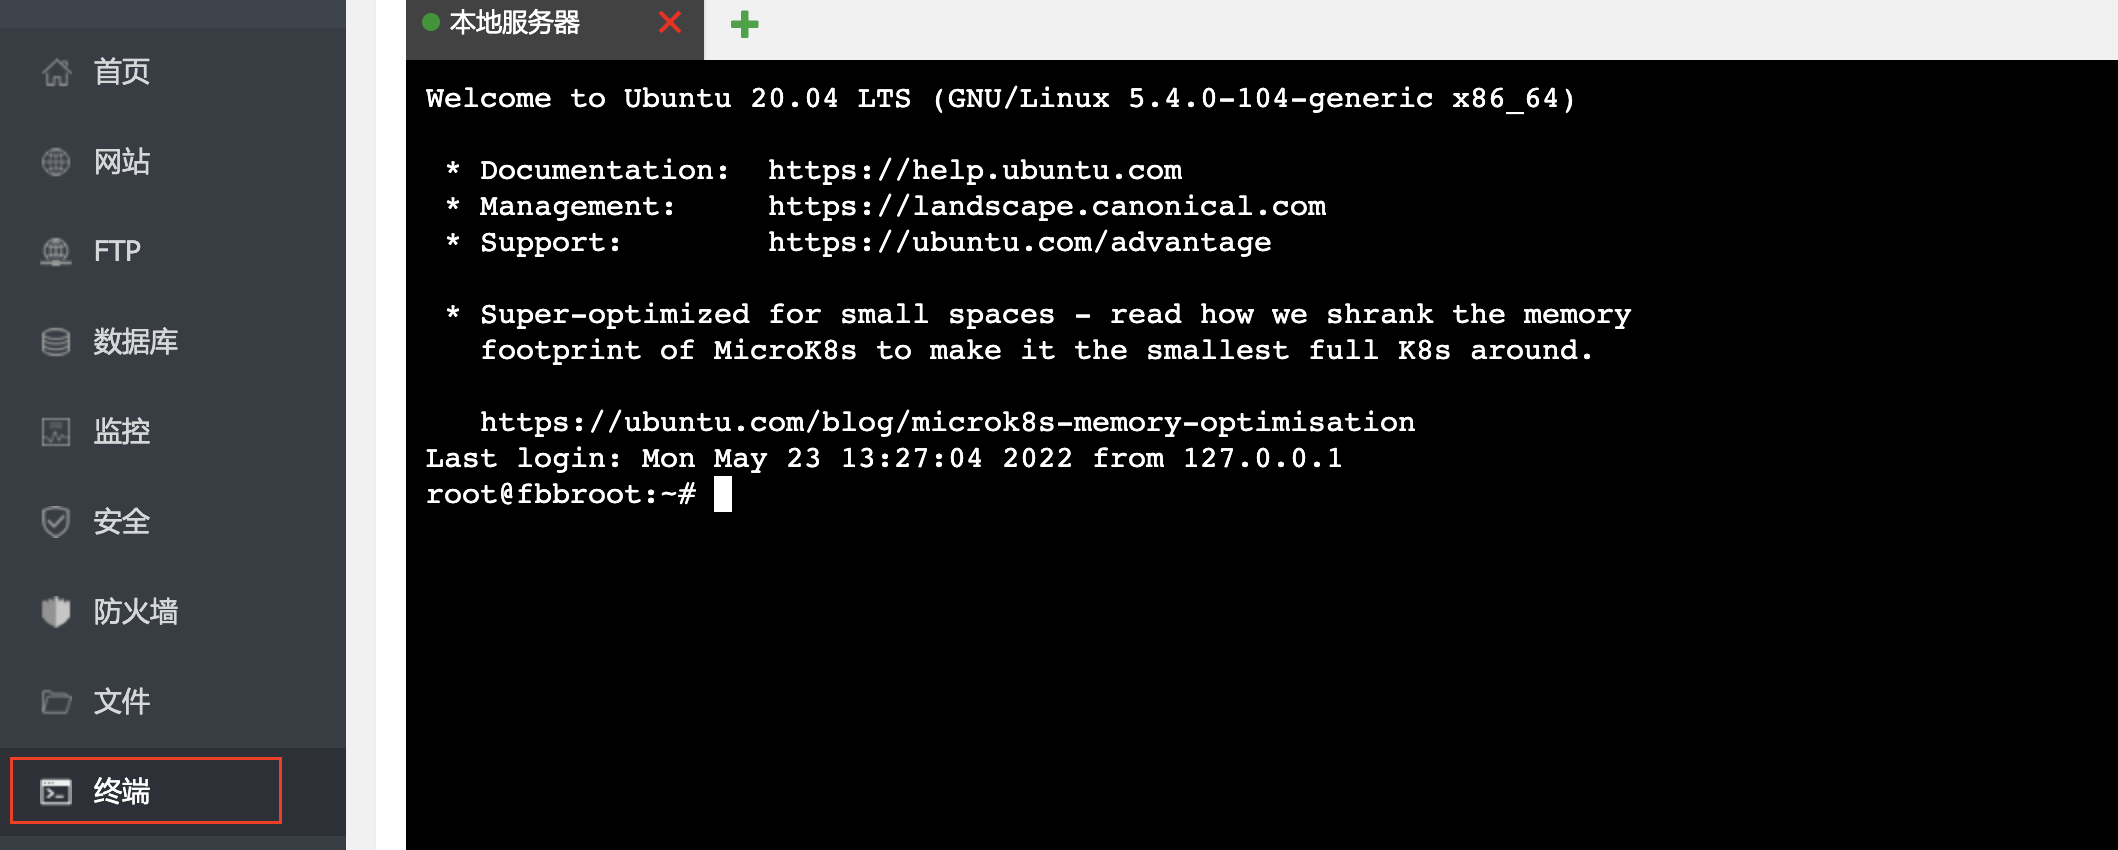 首页
网站
FTP
数据库
监控
安全
防火墙
文件
终端
本地服务器
Welcome to Ubuntu 20.04 LTS (GNU/Linux 5.4.0-104-generic x86_64)
* Documentation:  https://help.ubuntu.com
* Management:     https://landscape.canonical.com
* Support:        https://ubuntu.com/advantage
* Super-optimized for small spaces - read how we shrank the memory
footprint of MicroK8s to make it the smallest full K8s around.
https://ubuntu.com/blog/microk8s-memory-optimisation
Last login: Mon May 23 13:27:04 2022 from 127.0.0.1
root@fbbroot:~#